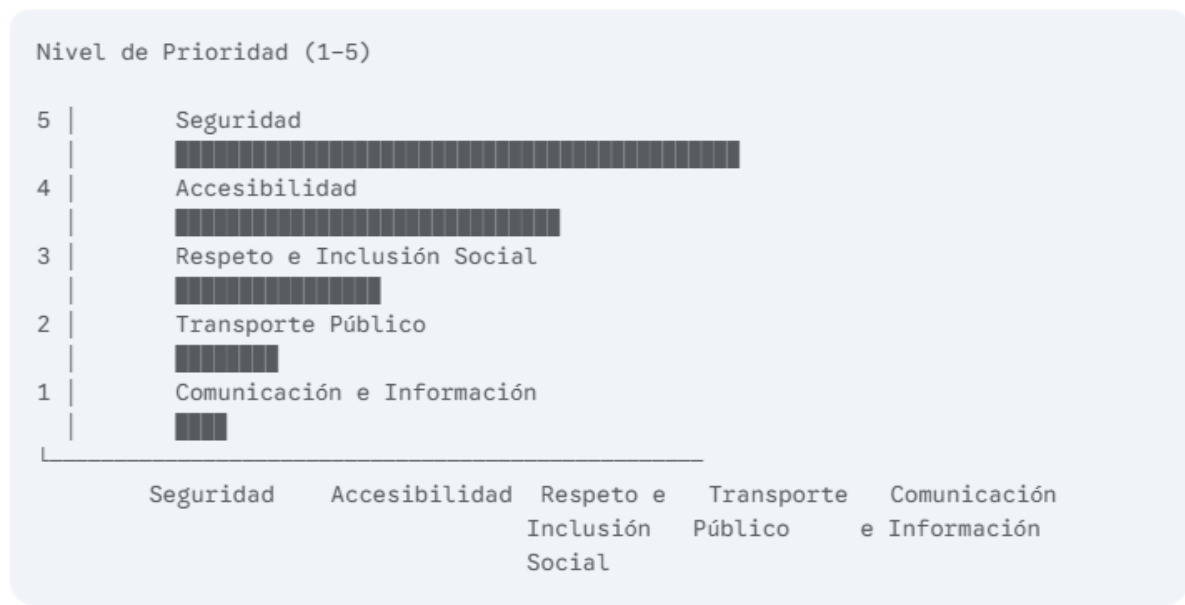 Nivel de Prioridad (1–5)
5 | Seguridad
4 | Accesibilidad
3 | Respeto e Inclusión Social
2 | Transporte Público
1 | Comunicación e Información
Seguridad Accesibilidad Respeto e Transporte Comunicación
Inclusión Público e Información
Social